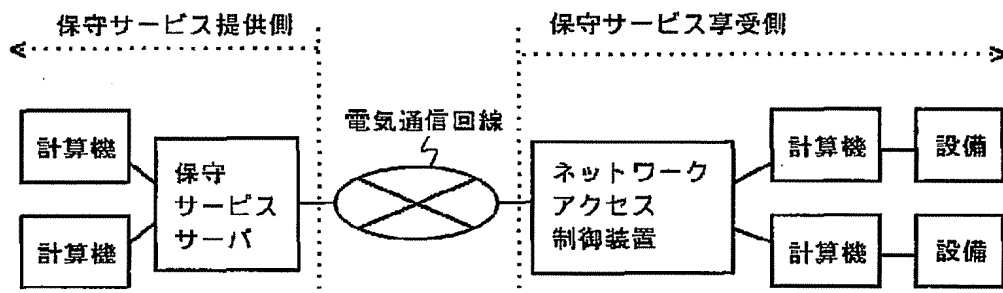 保守サービス提供側
保守サービス享受側
電気通信回線
計算機
計算機
保守
サービス
サーバ
ネットワーク
アクセス
制御装置
計算機
設備
計算機
設備